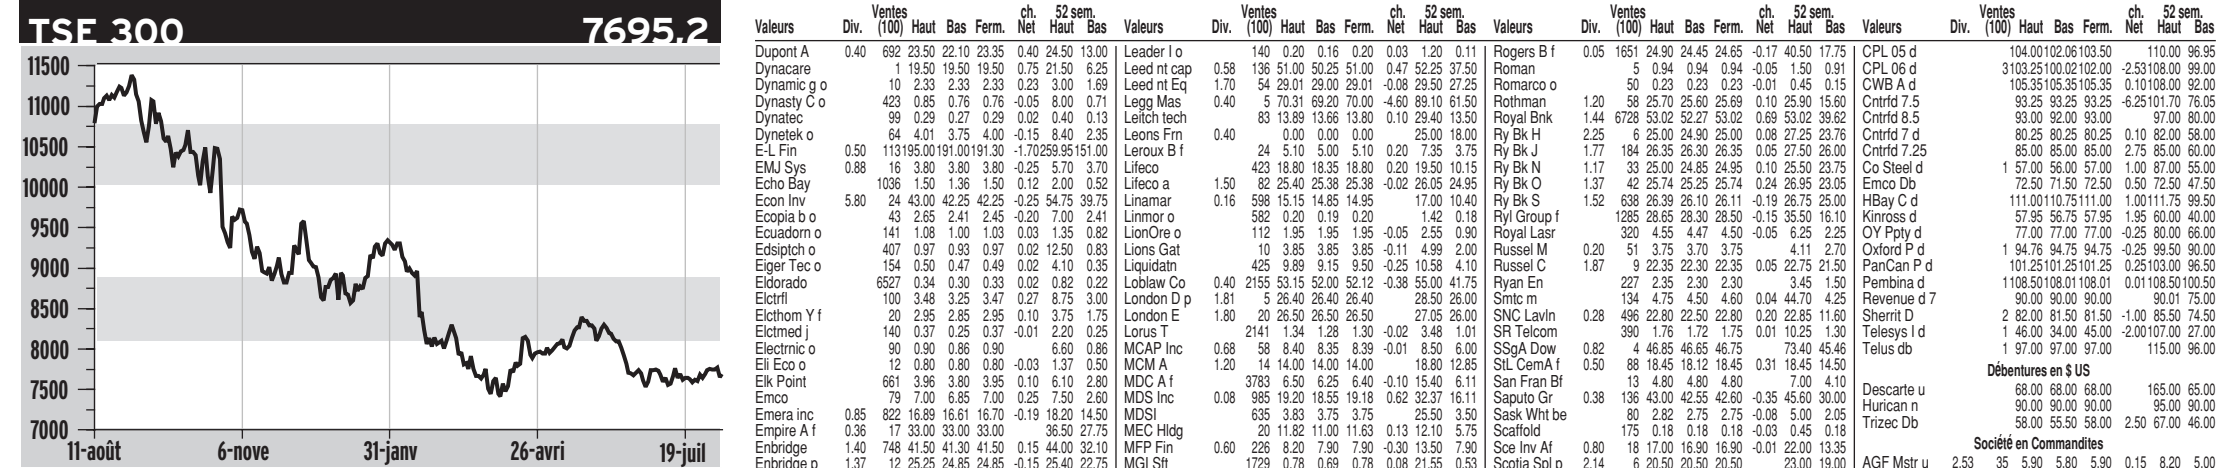 TSE 300 7695,2
11500
11000
10500
10000
9500
9000
8500
8000
7500
7000
11-août 6-nove 31-janv 26-avri 19-juil
Ventes ch. 52 sem.
Valeurs Div. (100) Haut Bas Ferm. Net Haut Bas
Dupont A 0.40 692 23.50 22.10 23.35 0.40 24.50 13.00
Dynacare 1 19.50 19.50 19.50 0.75 21.50 6.25
Dynamic g o 10 2.33 2.33 2.33 0.23 3.00 1.69
Dynasty C o 423 0.85 0.76 0.76 -0.05 8.00 0.71
Dynatec 99 0.29 0.27 0.29 0.02 0.40 0.13
Dynetek o 64 4.01 3.75 4.00 -0.15 8.40 2.35
E-L Fin 0.50 113195.00191.00191.30 -1.70259.95151.00
EMJ Sys 0.88 16 3.80 3.80 3.80 -0.25 5.70 3.70
Echo Bay 1036 1.50 1.36 1.50 0.12 2.00 0.52
Econ Inv 5.80 24 43.00 42.25 42.25 -0.25 54.75 39.75
Ecopia b o 43 2.65 2.41 2.45 -0.20 7.00 2.41
Ecuadorn o 141 1.08 1.00 1.03 0.03 1.35 0.82
Edsiptch o 407 0.97 0.93 0.97 0.02 12.50 0.83
Eiger Tec o 154 0.50 0.47 0.49 0.02 4.10 0.35
Eldorado 6527 0.34 0.30 0.33 0.02 0.82 0.22
Elctrfl 100 3.48 3.25 3.47 0.27 8.75 3.00
Elcthom Y f 20 2.95 2.85 2.95 0.10 3.75 1.75
Elctmed j 140 0.37 0.25 0.37 -0.01 2.20 0.25
Electrnic o 90 0.90 0.86 0.90 6.60 0.86
Eli Eco o 12 0.80 0.80 0.80 -0.03 1.37 0.50
Elk Point 661 3.96 3.80 3.95 0.10 6.10 2.80
Emco 79 7.00 6.85 7.00 0.25 7.50 2.60
Emera inc 0.85 822 16.89 16.61 16.70 -0.19 18.20 14.50
Empire A f 0.36 17 33.00 33.00 33.00 36.50 27.75
Enbridge 1.40 748 41.50 41.30 41.50 0.15 44.00 32.10
Enbridge p 1.37 12 25.25 24.85 24.85 -0.15 25.40 22.75
Ventes ch. 52 sem.
Valeurs Div. (100) Haut Bas Ferm. Net Haut Bas
Leader I o 140 0.20 0.16 0.20 0.03 1.20 0.11
Leed nt cap 0.58 136 51.00 50.25 51.00 0.47 52.25 37.50
Leed nt Eq 1.70 54 29.01 29.00 29.01 -0.08 29.50 27.25
Legg Mas 0.40 5 70.31 69.20 70.00 -4.60 89.10 61.50
Leitch tech 83 13.89 13.66 13.80 0.10 29.40 13.50
Leons Frn 0.40 0.00 0.00 0.00 25.00 18.00
Leroux B f 24 5.10 5.00 5.10 0.20 7.35 3.75
Lifeco 423 18.80 18.35 18.80 0.20 19.50 10.15
Lifeco a 1.50 82 25.40 25.38 25.38 -0.02 26.05 24.95
Linamar 0.16 598 15.15 14.85 14.95 17.00 10.40
Linmor o 582 0.20 0.19 0.20 1.42 0.18
LionOre o 112 1.95 1.95 1.95 -0.05 2.55 0.90
Lions Gat 10 3.85 3.85 3.85 -0.11 4.99 2.00
Liquidatn 425 9.89 9.15 9.50 -0.25 10.58 4.10
Loblaw Co 0.40 2155 53.15 52.00 52.12 -0.38 55.00 41.75
London D p 1.81 5 26.40 26.40 26.40 28.50 26.00
London E 1.80 20 26.50 26.50 26.50 27.05 26.00
Lorus T 2141 1.34 1.28 1.30 -0.02 3.48 1.01
MCAP Inc 0.68 58 8.40 8.35 8.39 -0.01 8.50 6.00
MCM A 1.20 14 14.00 14.00 14.00 18.80 12.85
MDC A f 3783 6.50 6.25 6.40 -0.10 15.40 6.11
MDS Inc 0.08 985 19.20 18.55 19.18 0.62 32.37 16.11
MDSI 635 3.83 3.75 3.75 25.50 3.50
MEC Hldg 20 11.82 11.00 11.63 0.13 12.10 5.75
MFP Fin 0.60 226 8.20 7.90 7.90 -0.30 13.50 7.90
MGI Sft 1729 0.78 0.69 0.78 0.08 21.55 0.53
Ventes ch. 52 sem.
Valeurs Div. (100) Haut Bas Ferm. Net Haut Bas
Rogers B f 0.05 1651 24.90 24.45 24.65 -0.17 40.50 17.75
Roman 5 0.94 0.94 0.94 -0.05 1.50 0.91
Romarco o 50 0.23 0.23 0.23 -0.01 0.45 0.15
Rothman 1.20 58 25.70 25.60 25.69 0.10 25.90 15.60
Royal Bnk 1.44 6728 53.02 52.27 53.02 0.69 53.02 39.62
Ry Bk H 2.25 6 25.00 24.90 25.00 0.08 27.25 23.76
Ry Bk J 1.77 184 26.35 26.30 26.35 0.05 27.50 26.00
Ry Bk N 1.17 33 25.00 24.85 24.95 0.10 25.50 23.75
Ry Bk O 1.37 42 25.74 25.25 25.74 0.24 26.95 23.05
Ry Bk S 1.52 638 26.39 26.10 26.11 -0.19 26.75 25.00
Ryl Group f 1285 28.65 28.30 28.50 -0.15 35.50 16.10
Royal Lasr 320 4.55 4.47 4.50 -0.05 6.25 2.25
Russel M 0.20 51 3.75 3.70 3.75 4.11 2.70
Russel C 1.87 9 22.35 22.30 22.35 0.05 22.75 21.50
Ryan En 227 2.35 2.30 2.30 3.45 1.50
Smtc m 134 4.75 4.50 4.60 0.04 44.70 4.25
SNC Lavln 0.28 496 22.80 22.50 22.80 0.20 22.85 11.60
SR Telcom 390 1.76 1.72 1.75 0.01 10.25 1.30
SSgA Dow 0.82 4 46.85 46.65 46.75 73.40 45.46
StL CemA f 0.50 88 18.45 18.12 18.45 0.31 18.45 14.50
San Fran Bf 13 4.80 4.80 4.80 7.00 4.10
Saputo Gr 0.38 136 43.00 42.55 42.60 -0.35 45.60 30.00
Sask Wht be 80 2.82 2.75 2.75 -0.08 5.00 2.05
Scaffold 175 0.18 0.18 0.18 -0.03 0.45 0.18
Sce Inv Af 0.80 18 17.00 16.90 16.90 -0.01 22.00 13.35
Scotia Spl p 2.14 6 20.50 20.50 20.50 23.00 19.00
Ventes ch. 52 sem.
Valeurs Div. (100) Haut Bas Ferm. Net Haut Bas
CPL 05 d 104.00102.06103.50 110.00 96.95
CPL 06 d 3103.25100.02102.00 -2.53108.00 99.00
CWB A d 105.35105.35105.35 0.10108.00 92.00
Cntrfd 7.5 93.25 93.25 93.25 -6.25101.70 76.05
Cntrfd 8.5 93.00 92.00 93.00 97.00 80.00
Cntrfd 7 d 80.25 80.25 80.25 0.10 82.00 58.00
Cntrfd 7.25 85.00 85.00 85.00 2.75 85.00 60.00
Co Steel d 1 57.00 56.00 57.00 1.00 87.00 55.00
Emco Db 72.50 71.50 72.50 0.50 72.50 47.50
HBay C d 111.00110.75111.00 1.00111.75 99.50
Kinross d 57.95 56.75 57.95 1.95 60.00 40.00
OY Ppty d 77.00 77.00 77.00 -0.25 80.00 66.00
Oxford P d 1 94.76 94.75 94.75 -0.25 99.50 90.00
PanCan P d 101.25101.25101.25 0.25103.00 96.50
Pembina d 1108.50108.01108.01 0.01108.50100.50
Revenue d 7 90.00 90.00 90.00 90.01 75.00
Sherrit D 2 82.00 81.50 81.50 -1.00 85.50 74.50
Telesys I d 1 46.00 34.00 45.00 -2.00107.00 27.00
Telus db 1 97.00 97.00 97.00 115.00 96.00
Débentures en $ US
Descarte u 68.00 68.00 68.00 165.00 65.00
Hurican n 90.00 90.00 90.00 95.00 90.00
Trizec Db 58.00 55.50 58.00 2.50 67.00 46.00
Société en Commandites
AGF Mstr u 2.53 35 5.90 5.80 5.90 0.15 8.20 5.00